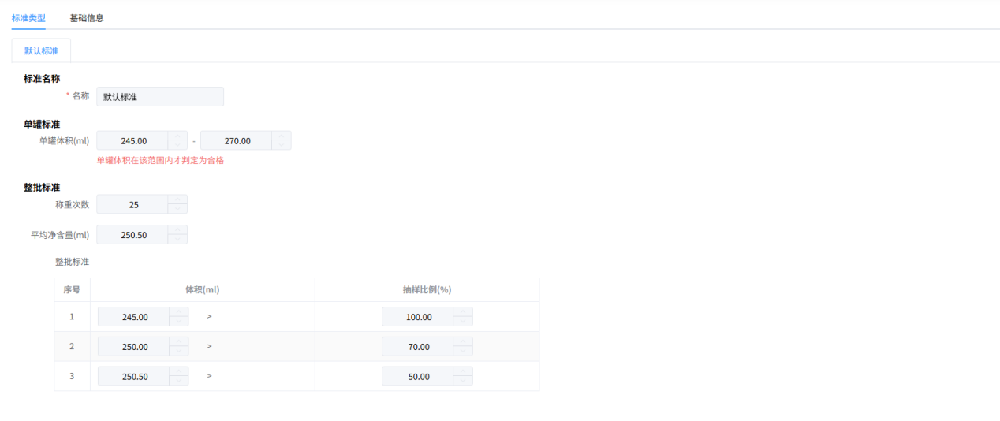 标准类型 基础信息
默认标准
标准名称
* 名称 默认标准
单罐标准
单罐体积(ml) 245.00 - 270.00
单罐体积在该范围内才判定为合格
整批标准
称重次数 25
平均净含量(ml) 250.50
整批标准
序号 体积(ml) 抽样比例(%)
1 245.00 > 100.00
2 250.00 > 70.00
3 250.50 > 50.00